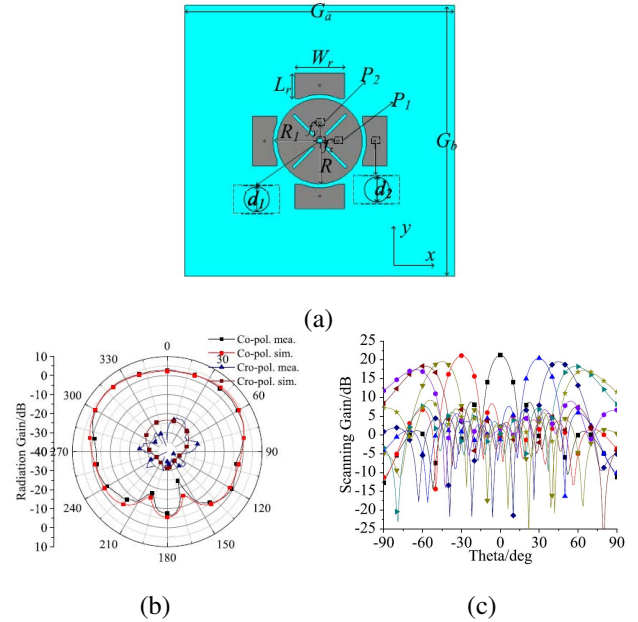 Ga
Wr
Lr
P2
P1
R1
Gb
R
d1
d2
y
x
(a)
0
330
30
300
60
270
90
240
120
210
150
180
Co-pol. mea.
Co-pol. sim.
Cro-pol. mea.
Cro-pol. sim.
Radiation Gain/dB
10
0
-10
-20
-30
-40
-30
-20
-10
0
10
(b)
Scanning Gain/dB
25
20
15
10
5
0
-5
-10
-15
-20
-25
-90
-60
-30
0
30
60
90
Theta/deg
(c)